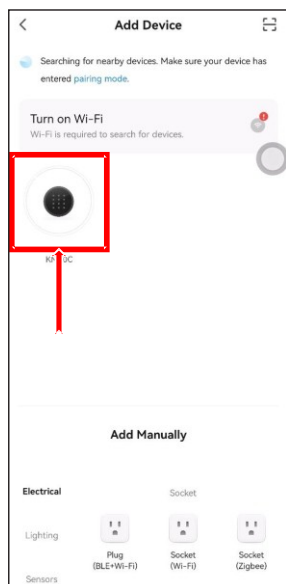 Add Device
Searching for nearby devices. Make sure your device has
entered pairing mode.
Turn on Wi-Fi
Wi-Fi is required to search for devices.
Add Manually
Electrical
Socket
Lighting
Plug
(BLE+Wi-Fi)
Socket
(Wi-Fi)
Socket
(Zigbee)
Sensors